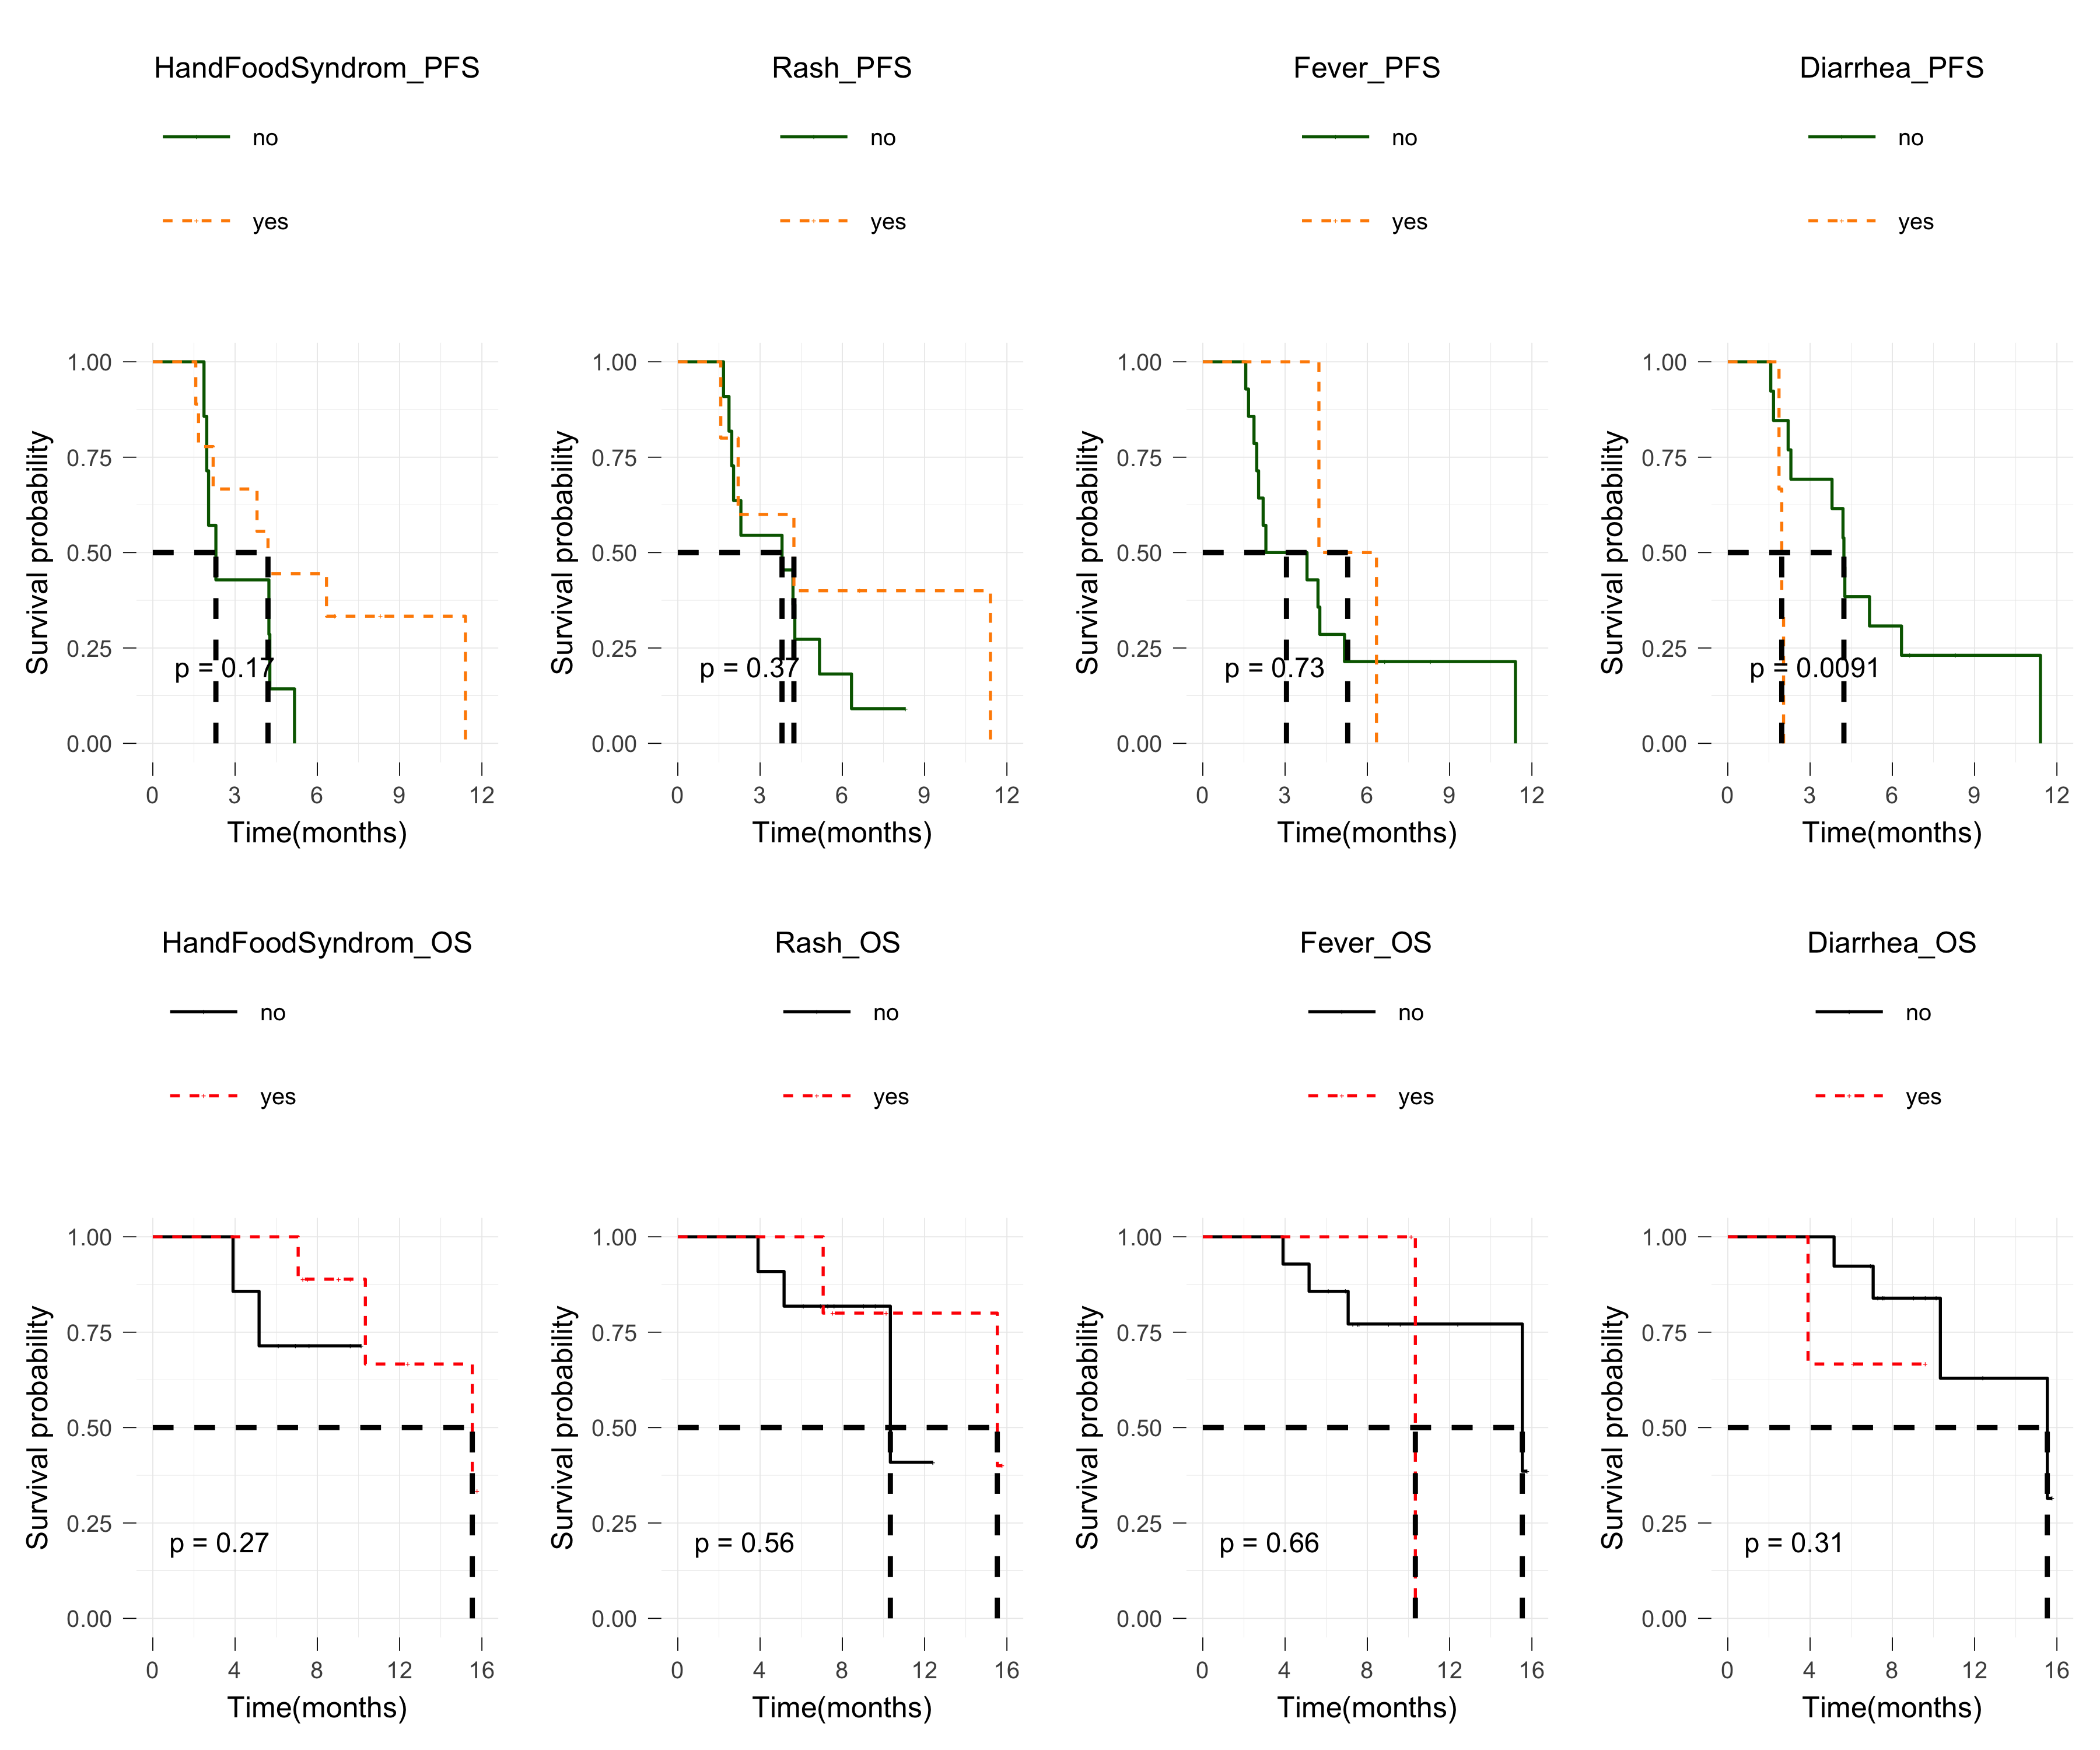 HandFoodSyndrom_PFS
no
yes
Survival probability
1.00
0.75
0.50
0.25
0.00
p = 0.17
0 3 6 9 12
Time(months)
Rash_PFS
no
yes
Survival probability
1.00
0.75
0.50
0.25
0.00
p = 0.37
0 3 6 9 12
Time(months)
Fever_PFS
no
yes
Survival probability
1.00
0.75
0.50
0.25
0.00
p = 0.73
0 3 6 9 12
Time(months)
Diarrhea_PFS
no
yes
Survival probability
1.00
0.75
0.50
0.25
0.00
p = 0.0091
0 3 6 9 12
Time(months)
HandFoodSyndrom_OS
no
yes
Survival probability
1.00
0.75
0.50
0.25
0.00
p = 0.27
0 4 8 12 16
Time(months)
Rash_OS
no
yes
Survival probability
1.00
0.75
0.50
0.25
0.00
p = 0.56
0 4 8 12 16
Time(months)
Fever_OS
no
yes
Survival probability
1.00
0.75
0.50
0.25
0.00
p = 0.66
0 4 8 12 16
Time(months)
Diarrhea_OS
no
yes
Survival probability
1.00
0.75
0.50
0.25
0.00
p = 0.31
0 4 8 12 16
Time(months)